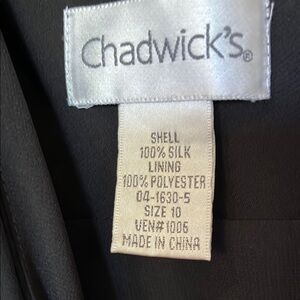 Chadwick's®
SHELL
100% SILK
LINING
100% POLYESTER
04-1630-5
SIZE 10
VEN#1006
MADE IN CHINA